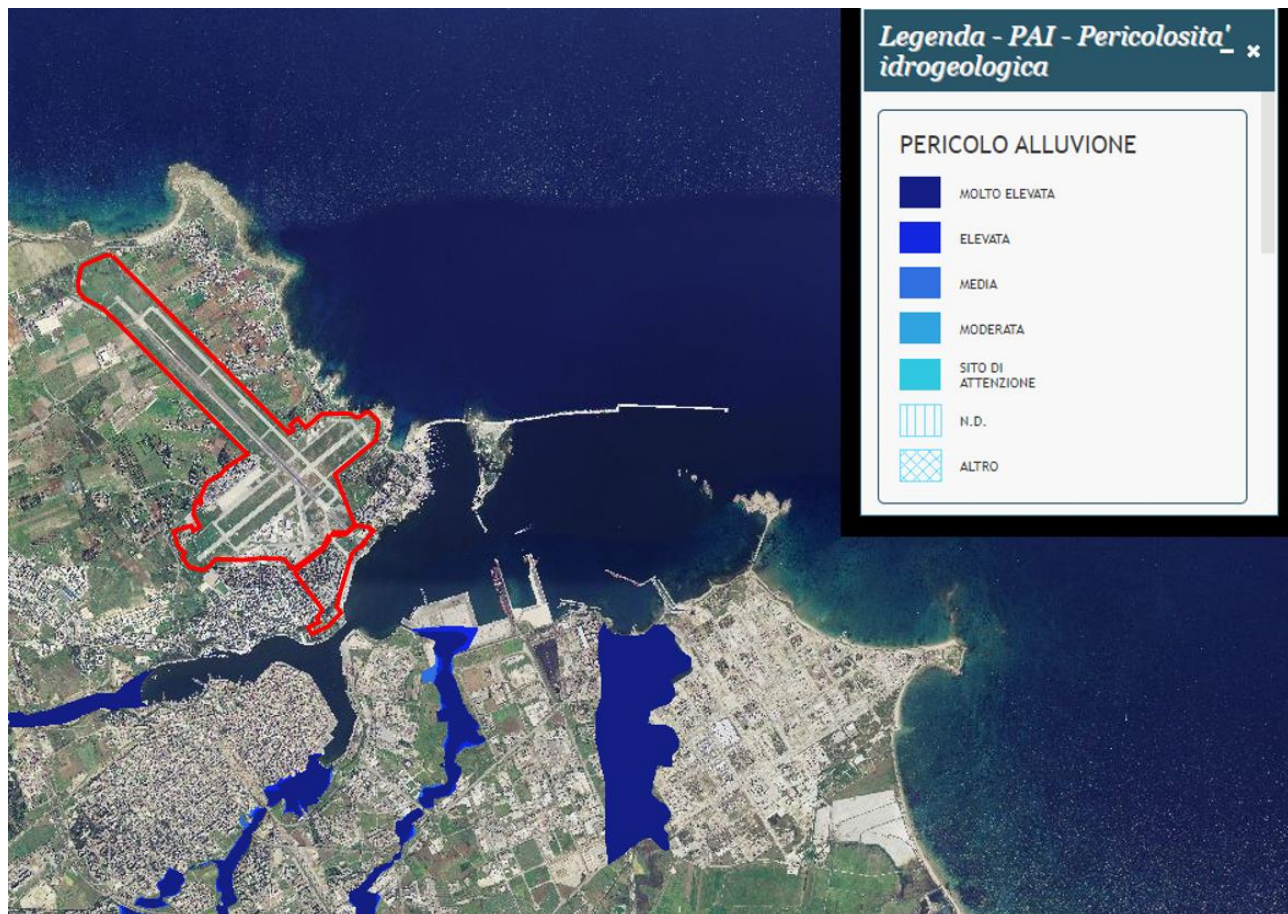 Legenda - PAI - Pericolosita'
idrogeologica
PERICOLO ALLUVIONE
MOLTO ELEVATA
ELEVATA
MEDIA
MODERATA
SITO DI
ATTENZIONE
N.D.
ALTRO